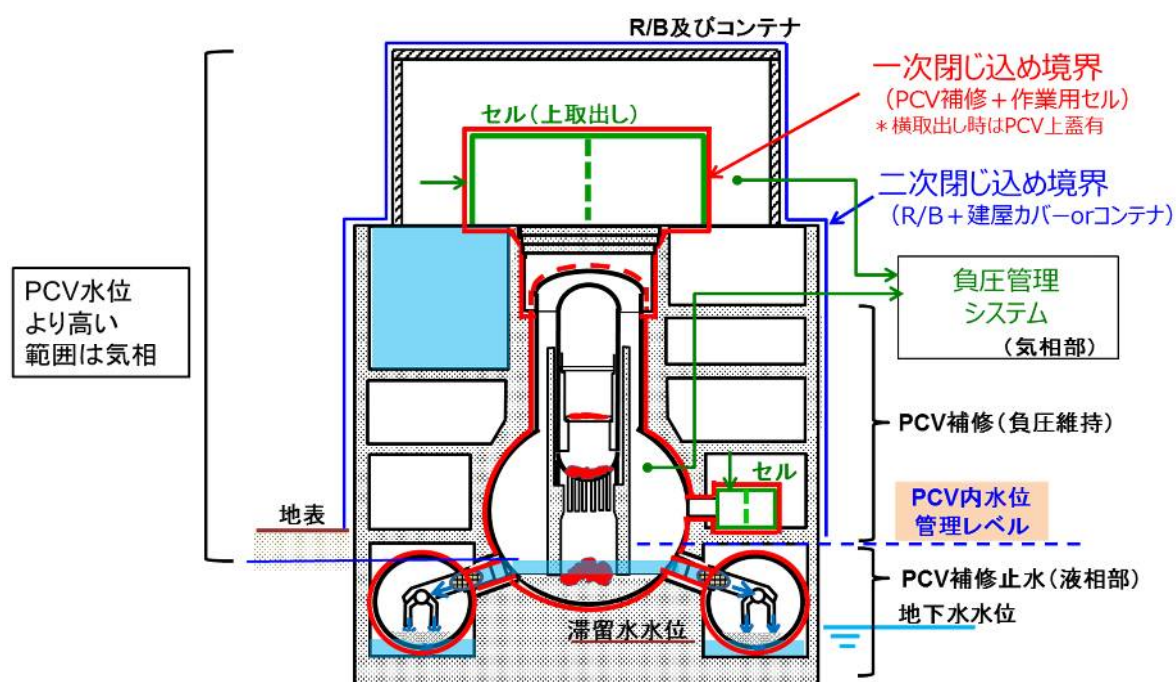 R/B及びコンテナ
一次閉じ込め境界
(PCV補修+作業用セル)
*横取出し時はPCV上蓋有
セル(上取出し)
二次閉じ込め境界
(R/B+建屋カバーorコンテナ)
PCV水位
より高い
範囲は気相
負圧管理
システム
(気相部)
PCV補修(負圧維持)
セル
PCV内水位
管理レベル
地表
PCV補修止水(液相部)
地下水水位
滞留水水位